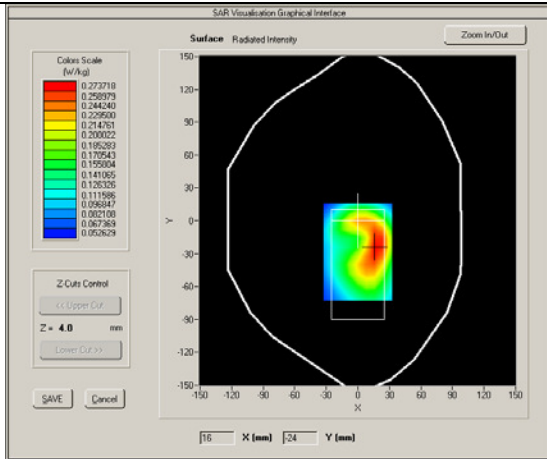 SAR Visualisation Graphical Interface
Surface Radiated Intensity
Zoom In/Out
Colors Scale
(W/kg)
0.273718
0.258979
0.244240
0.229500
0.214761
0.200022
0.185283
0.170543
0.155804
0.141065
0.126326
0.111586
0.096847
0.082108
0.067369
0.052629
Z-Cuts Control
<< Upper Cut
Z = 4.0 mm
Lower Cut >>
SAVE Cancel
150
120
90
60
30
0
-30
-60
-90
-120
-150
Y
-150 -120 -90 -60 -30 0 30 60 90 120 150
X
16 X (mm) -24 Y (mm)